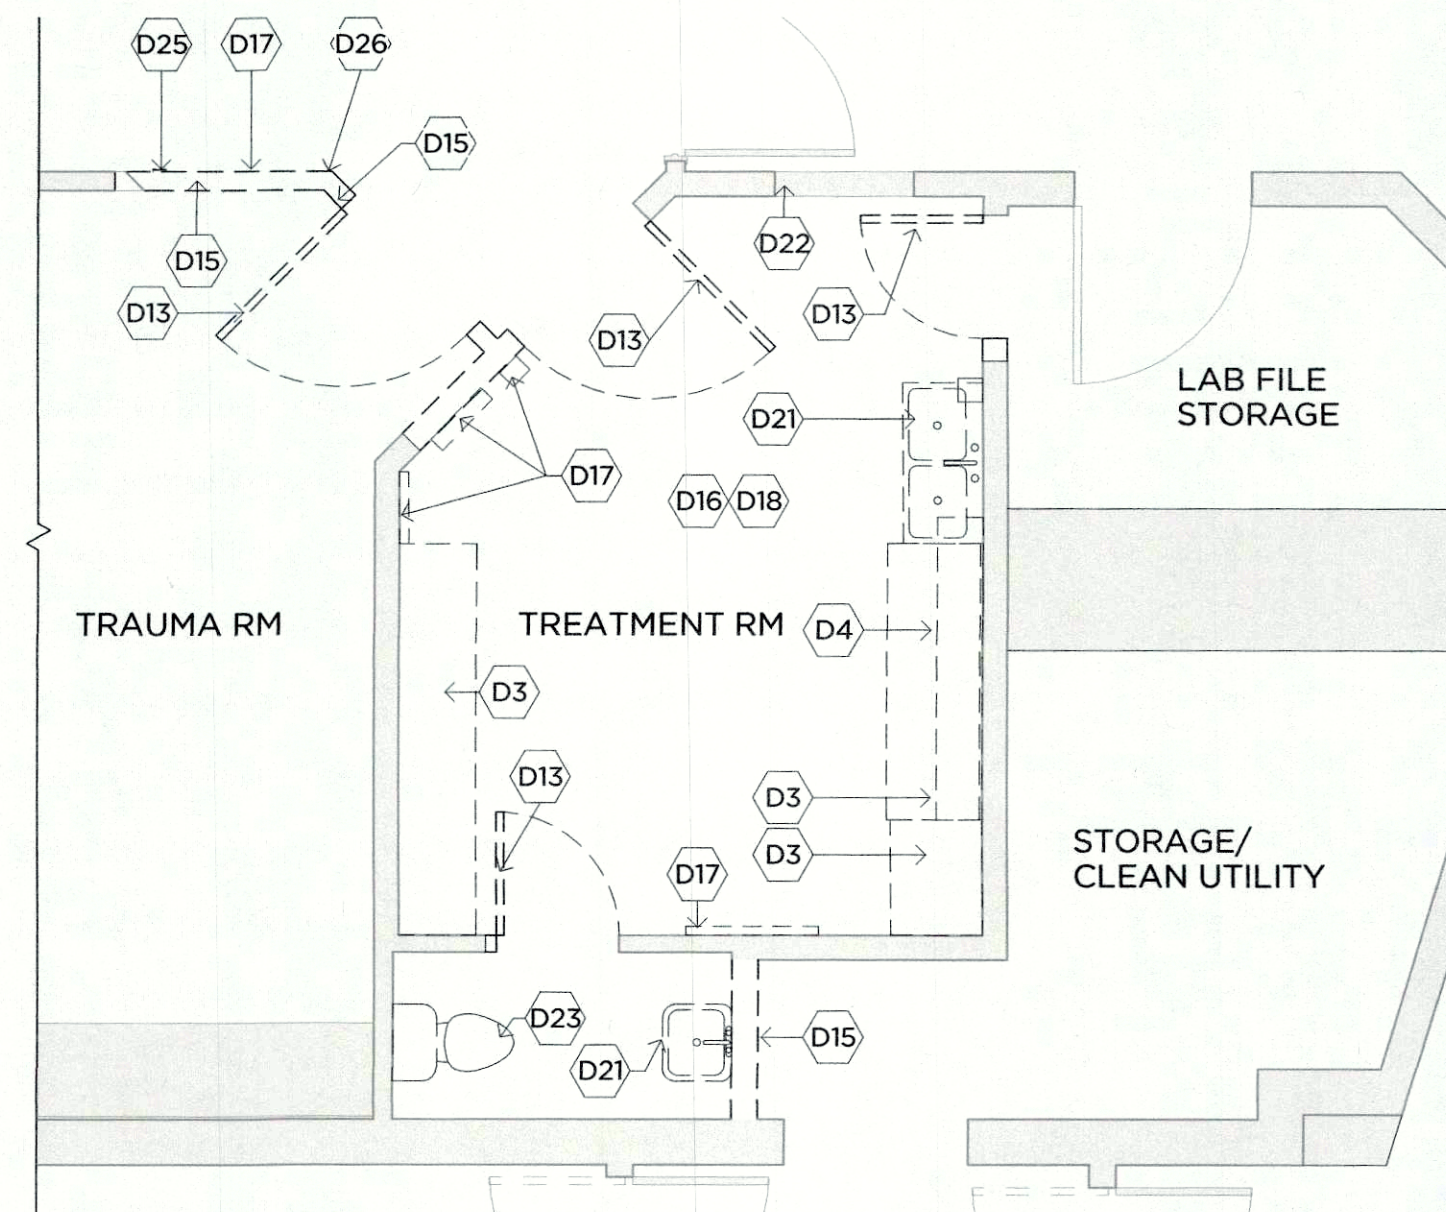 D25
D17
D26
D15
D15
D22
D13
D13
D13
LAB FILE
STORAGE
D21
D17
D16
D18
TRAUMA RM
TREATMENT RM
D4
D3
D13
D3
D3
STORAGE/
CLEAN UTILITY
D17
D23
D21
D15